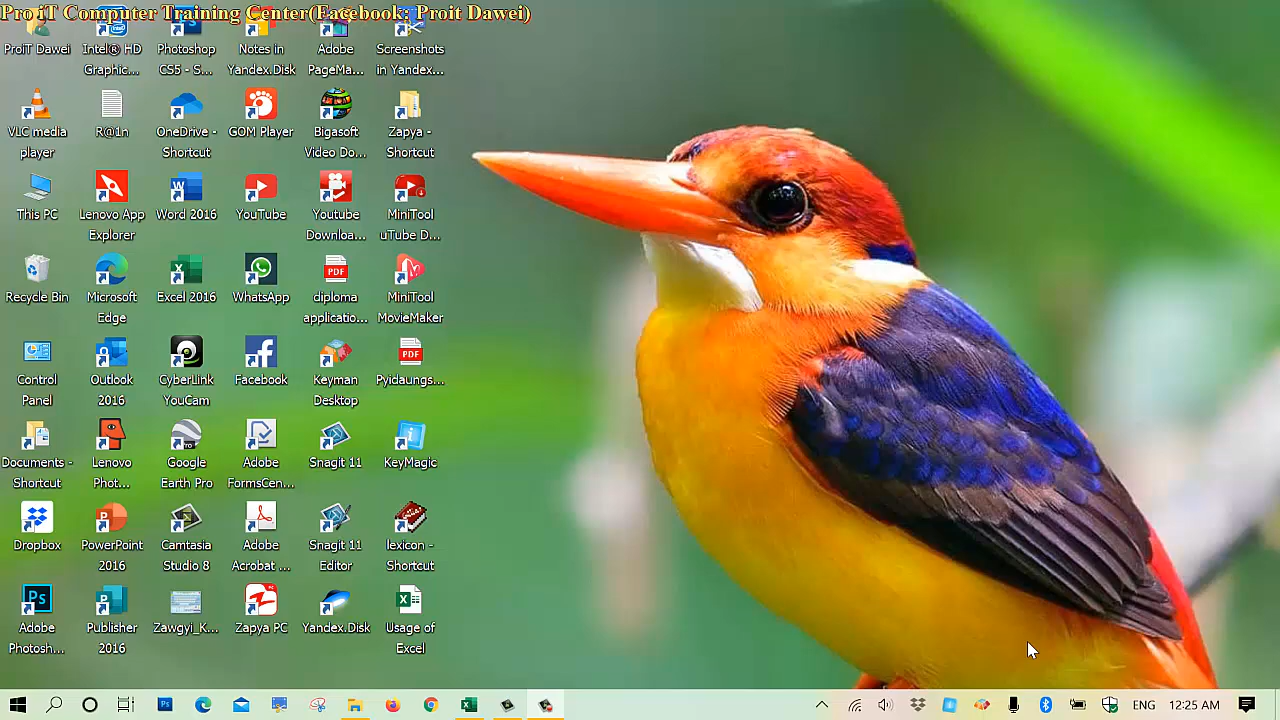 Pro iT Computer Training Center(Facebook: Proit Dawei)
ProiT Dawei
Intel® HD
Graphic...
Photoshop
CS5 - S...
Notes in
Yandex.Disk
Adobe
PageMa...
Screenshots
in Yandex...
VLC media
player
R@1n
OneDrive -
Shortcut
GOM Player
Bigasoft
Video Do...
Zapya -
Shortcut
This PC
Lenovo App
Explorer
Word 2016
YouTube
Youtube
Downloa...
MiniTool
uTube D...
Recycle Bin
Microsoft
Edge
Excel 2016
WhatsApp
PDF
diploma
applicatio...
MiniTool
MovieMaker
Control
Panel
Outlook
2016
CyberLink
YouCam
Facebook
Keyman
Desktop
PDF
Pyidaungs...
Documents -
Shortcut
Lenovo
Phot...
Google
Earth Pro
Adobe
FormsCen...
Snagit 11
KeyMagic
Dropbox
PowerPoint
2016
Camtasia
Studio 8
Adobe
Acrobat ...
Snagit 11
Editor
lexicon -
Shortcut
Ps
Adobe
Photosh...
Publisher
2016
Zawgyi_K...
Zapya PC
Yandex.Disk
Usage of
Excel
ENG
12:25 AM